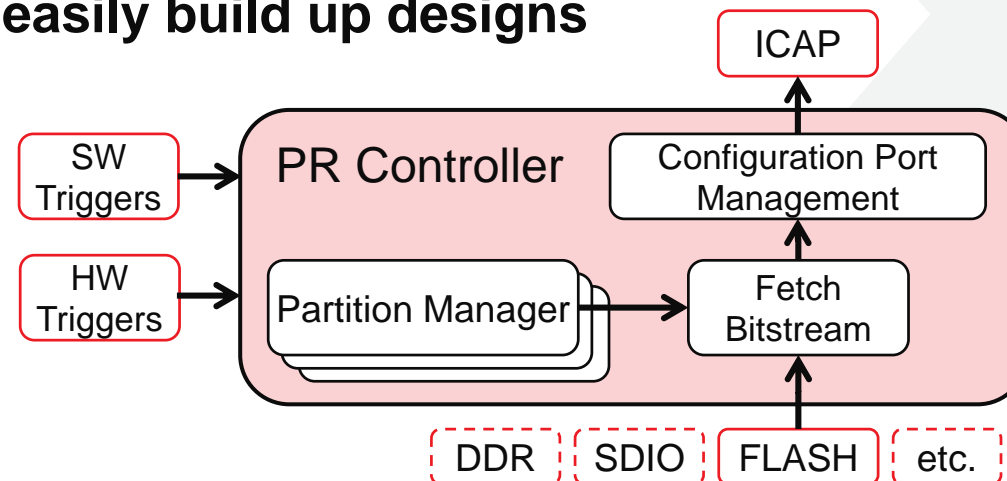 easily build up designs
ICAP
SW
Triggers
PR Controller
Configuration Port
Management
HW
Triggers
Partition Manager
Fetch
Bitstream
DDR
SDIO
FLASH
etc.